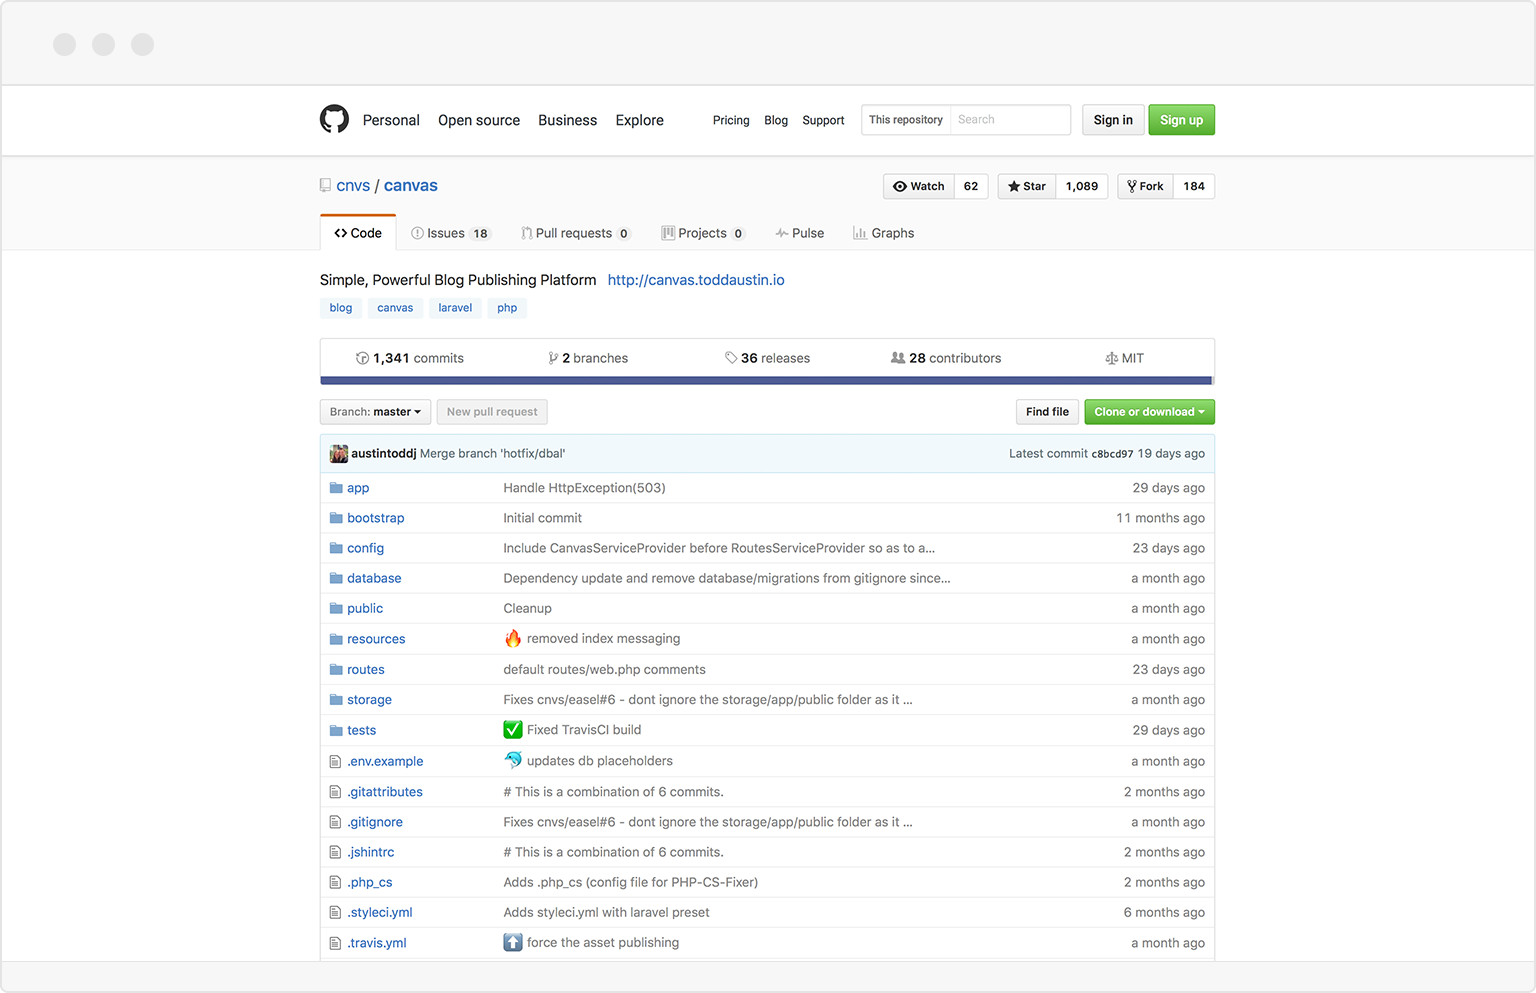 Personal Open source Business Explore Pricing Blog Support This repository Search Sign in Sign up
cnvs / canvas Watch 62 Star 1,089 Fork 184
Code Issues 18 Pull requests 0 Projects 0 Pulse Graphs
Simple, Powerful Blog Publishing Platform http://canvas.toddaustin.io
blog canvas laravel php
1,341 commits 2 branches 36 releases 28 contributors MIT
Branch: master New pull request Find file Clone or download
austintoddj Merge branch 'hotfix/dbal' Latest commit c8bcd97 19 days ago
app Handle HttpException(503) 29 days ago
bootstrap Initial commit 11 months ago
config Include CanvasServiceProvider before RoutesServiceProvider so as to a... 23 days ago
database Dependency update and remove database/migrations from gitignore since... a month ago
public Cleanup a month ago
resources 🔥 removed index messaging a month ago
routes default routes/web.php comments 23 days ago
storage Fixes cnvs/easel#6 - dont ignore the storage/app/public folder as it ... a month ago
tests ✅ Fixed TravisCI build 29 days ago
.env.example 🐬 updates db placeholders a month ago
.gitattributes # This is a combination of 6 commits. 2 months ago
.gitignore Fixes cnvs/easel#6 - dont ignore the storage/app/public folder as it ... a month ago
.jshintrc # This is a combination of 6 commits. 2 months ago
.php_cs Adds .php_cs (config file for PHP-CS-Fixer) 2 months ago
.styleci.yml Adds styleci.yml with laravel preset 6 months ago
.travis.yml ⬆️ force the asset publishing a month ago